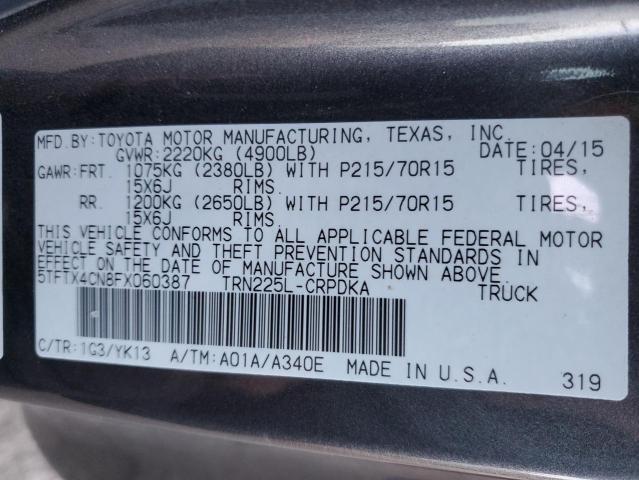 MFD.BY:TOYOTA MOTOR MANUFACTURING, TEXAS, INC.
GVWR:2220KG (4900LB) DATE:04/15
GAWR:FRT. 1075KG (2380LB) WITH P215/70R15 TIRES,
15X6J RIMS.
RR. 1200KG (2650LB) WITH P215/70R15 TIRES,
15X6J RIMS.
THIS VEHICLE CONFORMS TO ALL APPLICABLE FEDERAL MOTOR
VEHICLE SAFETY AND THEFT PREVENTION STANDARDS IN
EFFECT ON THE DATE OF MANUFACTURE SHOWN ABOVE.
5TFTX4CN8FX060387 TRN225L-CRPDKA TRUCK
C/TR:1G3/YK13 A/TM:A01A/A340E MADE IN U.S.A. 319